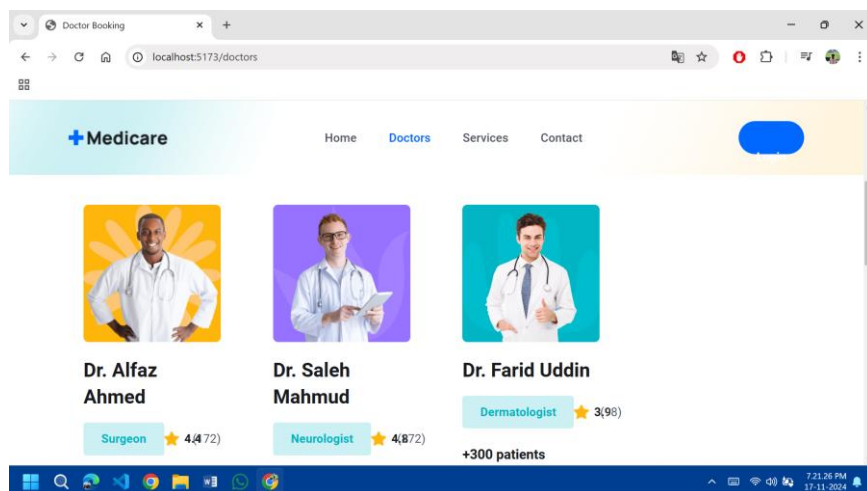 Doctor Booking
localhost:5173/doctors
Medicare
Home Doctors Services Contact
Dr. Alfaz
Ahmed
Dr. Saleh
Mahmud
Dr. Farid Uddin
Surgeon
Neurologist
Dermatologist
+300 patients
7.21.26 PM
17-11-2024